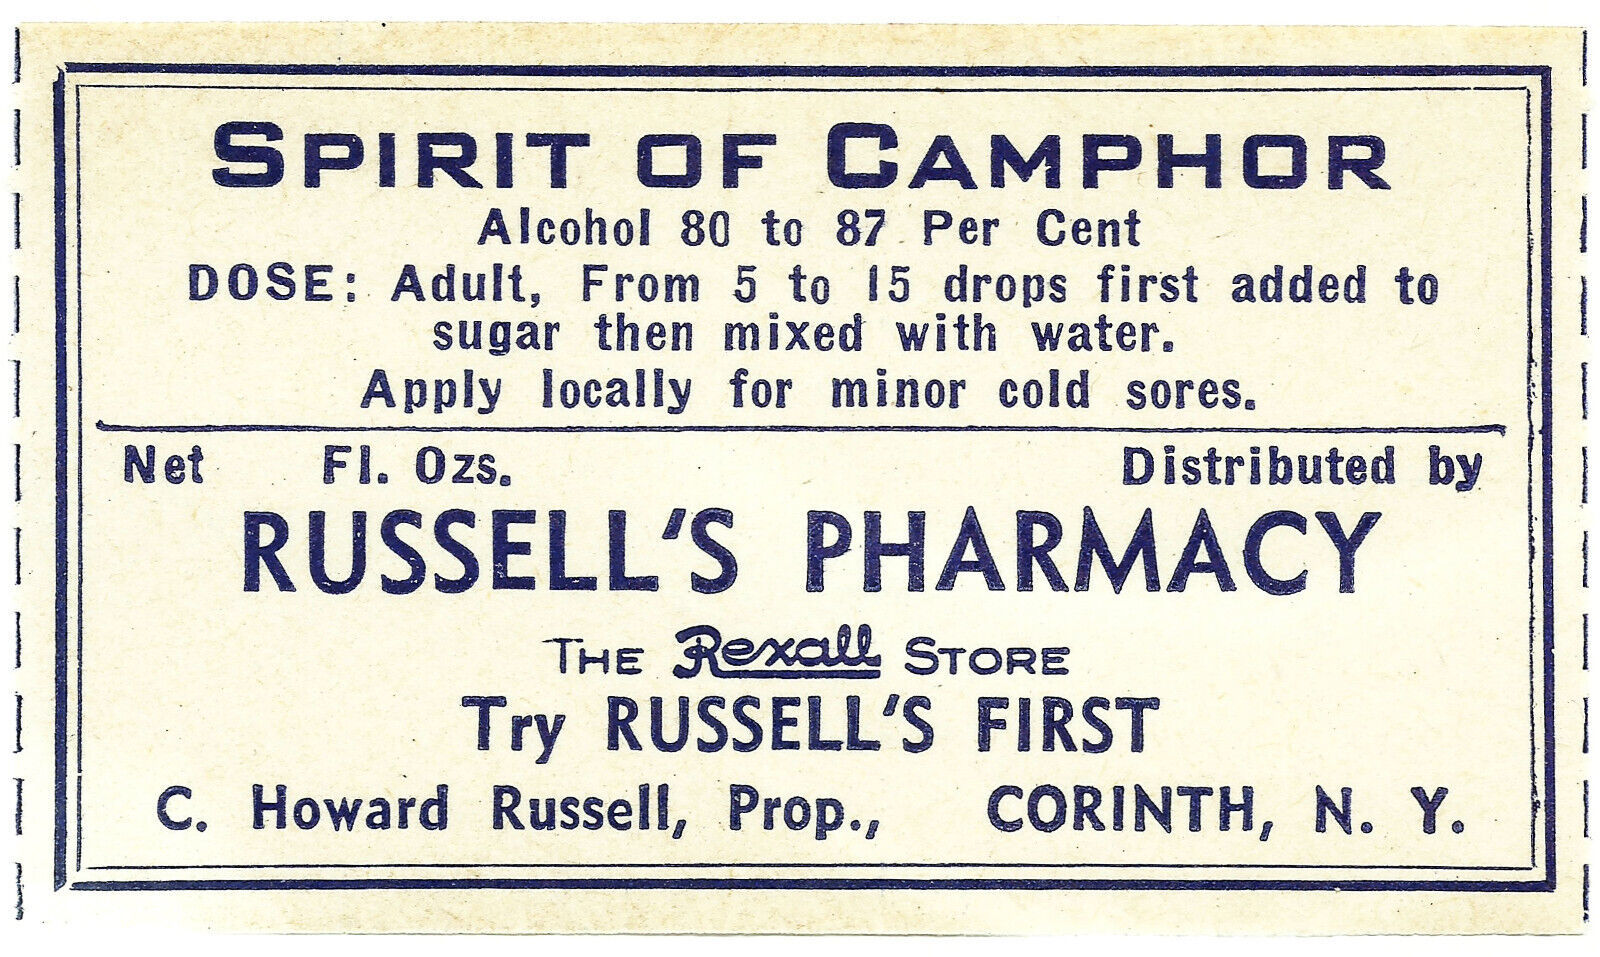 SPIRIT OF CAMPHOR
Alcohol 80 to 87 Per Cent
DOSE: Adult, From 5 to 15 drops first added to
sugar then mixed with water.
Apply locally for minor cold sores.
Net Fl. Ozs. Distributed by
RUSSELL'S PHARMACY
THE Rexall STORE
Try RUSSELL'S FIRST
C. Howard Russell, Prop., CORINTH, N. Y.